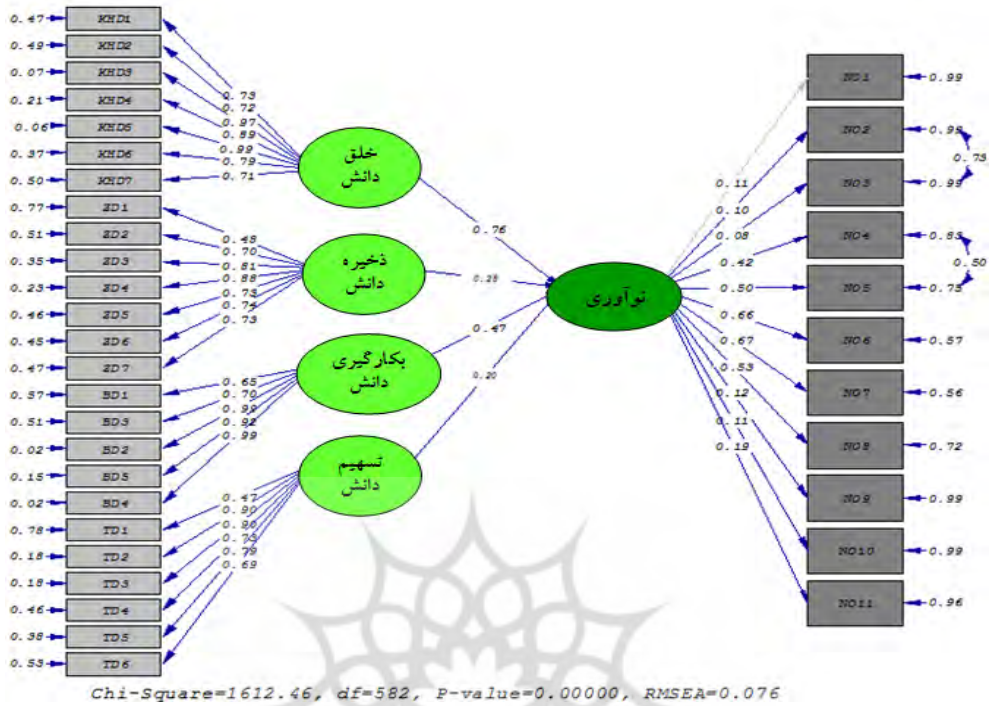 0.47 KHD1
0.49 KHD2
0.07 KHD3
0.21 KHD4
0.06 KHD5
0.37 KHD6
0.50 KHD7
0.77 ZD1
0.51 ZD2
0.35 ZD3
0.23 ZD4
0.46 ZD5
0.45 ZD6
0.47 ZD7
0.57 BD1
0.51 BD3
0.02 BD2
0.15 BD5
0.02 BD4
0.78 TD1
0.18 TD2
0.18 TD3
0.46 TD4
0.38 TD5
0.53 TD6
0.73
0.72
0.97
0.89
0.99
0.79
0.71
0.48
0.70
0.81
0.88
0.73
0.74
0.73
0.65
0.70
0.99
0.92
0.99
0.47
0.90
0.90
0.73
0.79
0.69
خلق
دانش
ذخیره
دانش
بکارگیری
دانش
تسهیم
دانش
0.76
0.47
0.20
نوآوری
0.11
0.10
0.08
0.42
0.50
0.66
0.67
0.53
0.12
0.11
0.19
NO1 0.99
NO2
NO3 0.99
NO4 0.83
NO5 0.75
NO6 0.57
NO7 0.56
NO8 0.72
NO9 0.99
NO10 0.99
NO11 0.96
0.73
0.50
Chi-Square=1612.46, df=582, P-value=0.00000, RMSEA=0.076